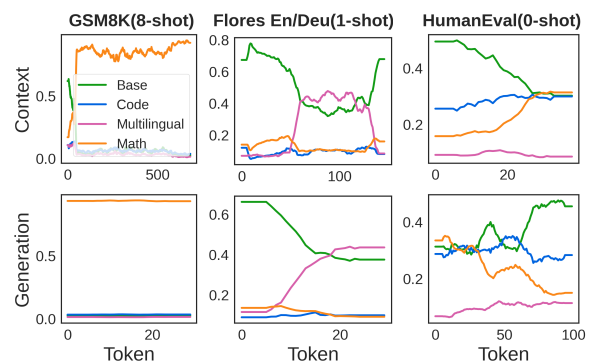 GSM8K(8-shot) Flores En/Deu(1-shot) HumanEval(0-shot)
Context
0.5
0.0
0 500
Base
Code
Multilingual
Math
0.8
0.6
0.4
0.2
0 100
0.4
0.2
0 20
Generation
0.5
0.0
0 20
Token
0.6
0.4
0.2
0 20
Token
0.4
0.2
0 50 100
Token